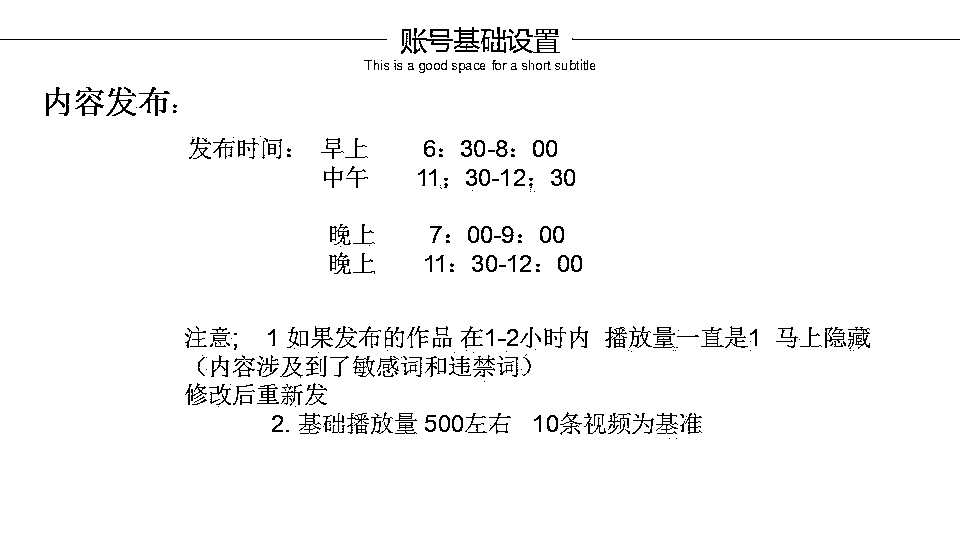 账号基础设置
This is a good space for a short subtitle
内容发布：
发布时间： 早上 6：30-8：00
中午 11；30-12；30
晚上 7：00-9：00
晚上 11：30-12：00
注意; 1 如果发布的作品 在1-2小时内 播放量一直是1 马上隐藏
（内容涉及到了敏感词和违禁词）
修改后重新发
2. 基础播放量 500左右 10条视频为基准